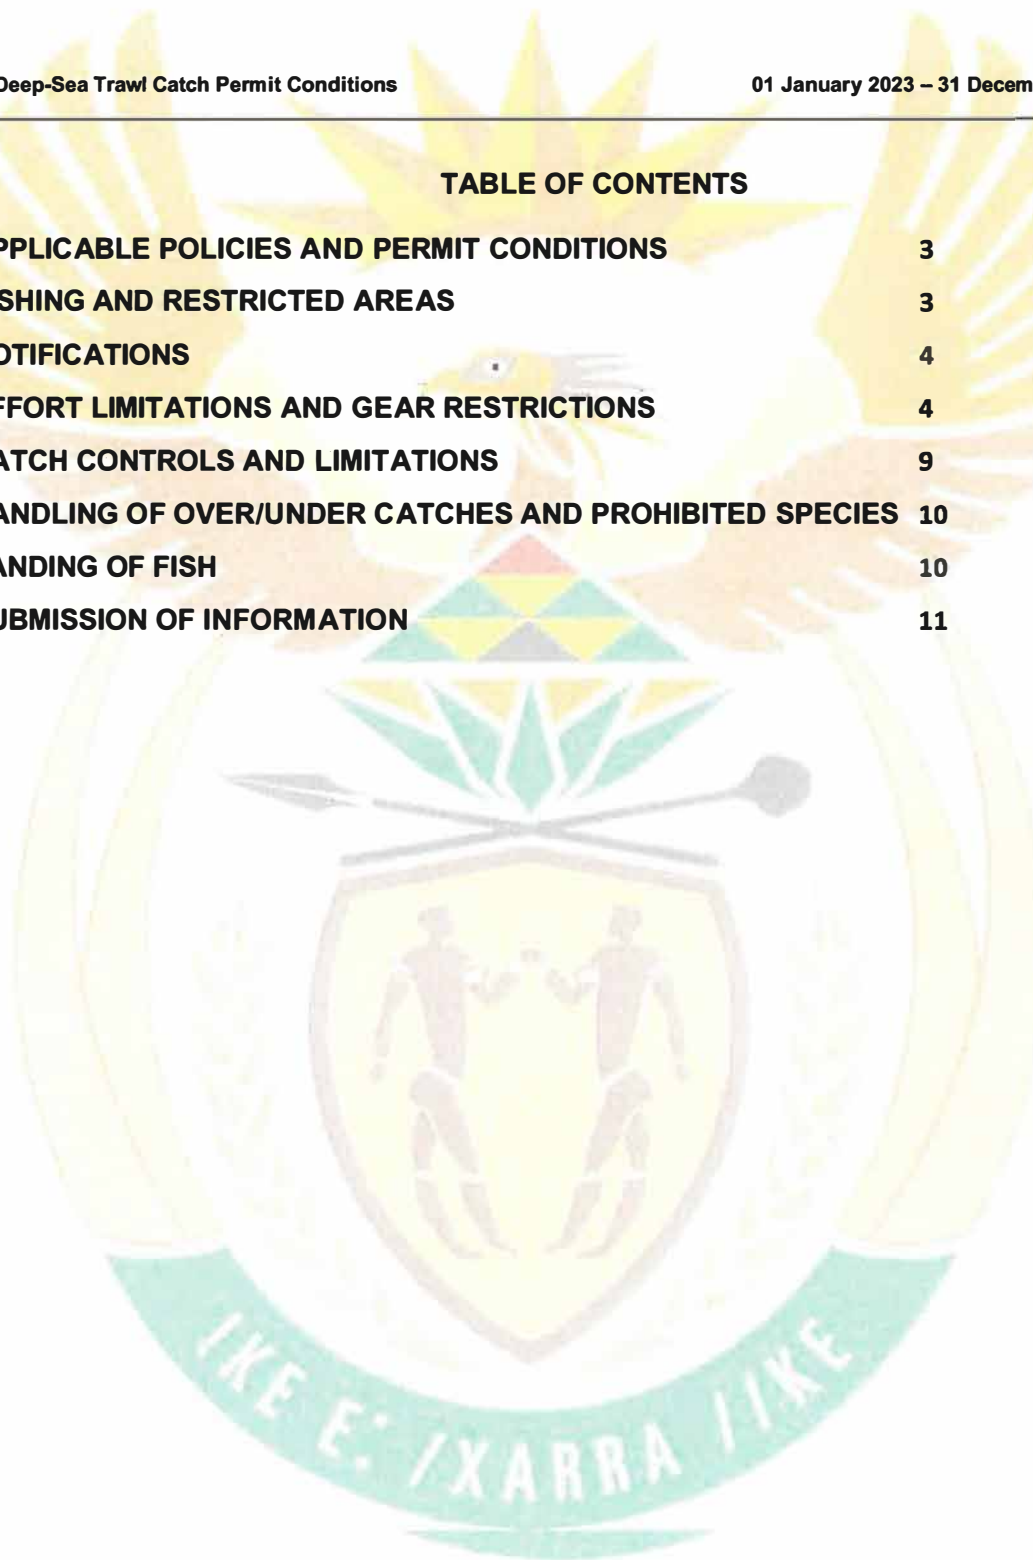 Deep-Sea Trawl Catch Permit Conditions 01 January 2023 – 31 Decem
TABLE OF CONTENTS
PPLICABLE POLICIES AND PERMIT CONDITIONS 3
SHING AND RESTRICTED AREAS 3
OTIFICATIONS 4
FFORT LIMITATIONS AND GEAR RESTRICTIONS 4
ATCH CONTROLS AND LIMITATIONS 9
ANDLING OF OVER/UNDER CATCHES AND PROHIBITED SPECIES 10
ANDING OF FISH 10
UBMISSION OF INFORMATION 11
!KE E: /XARRA //KE